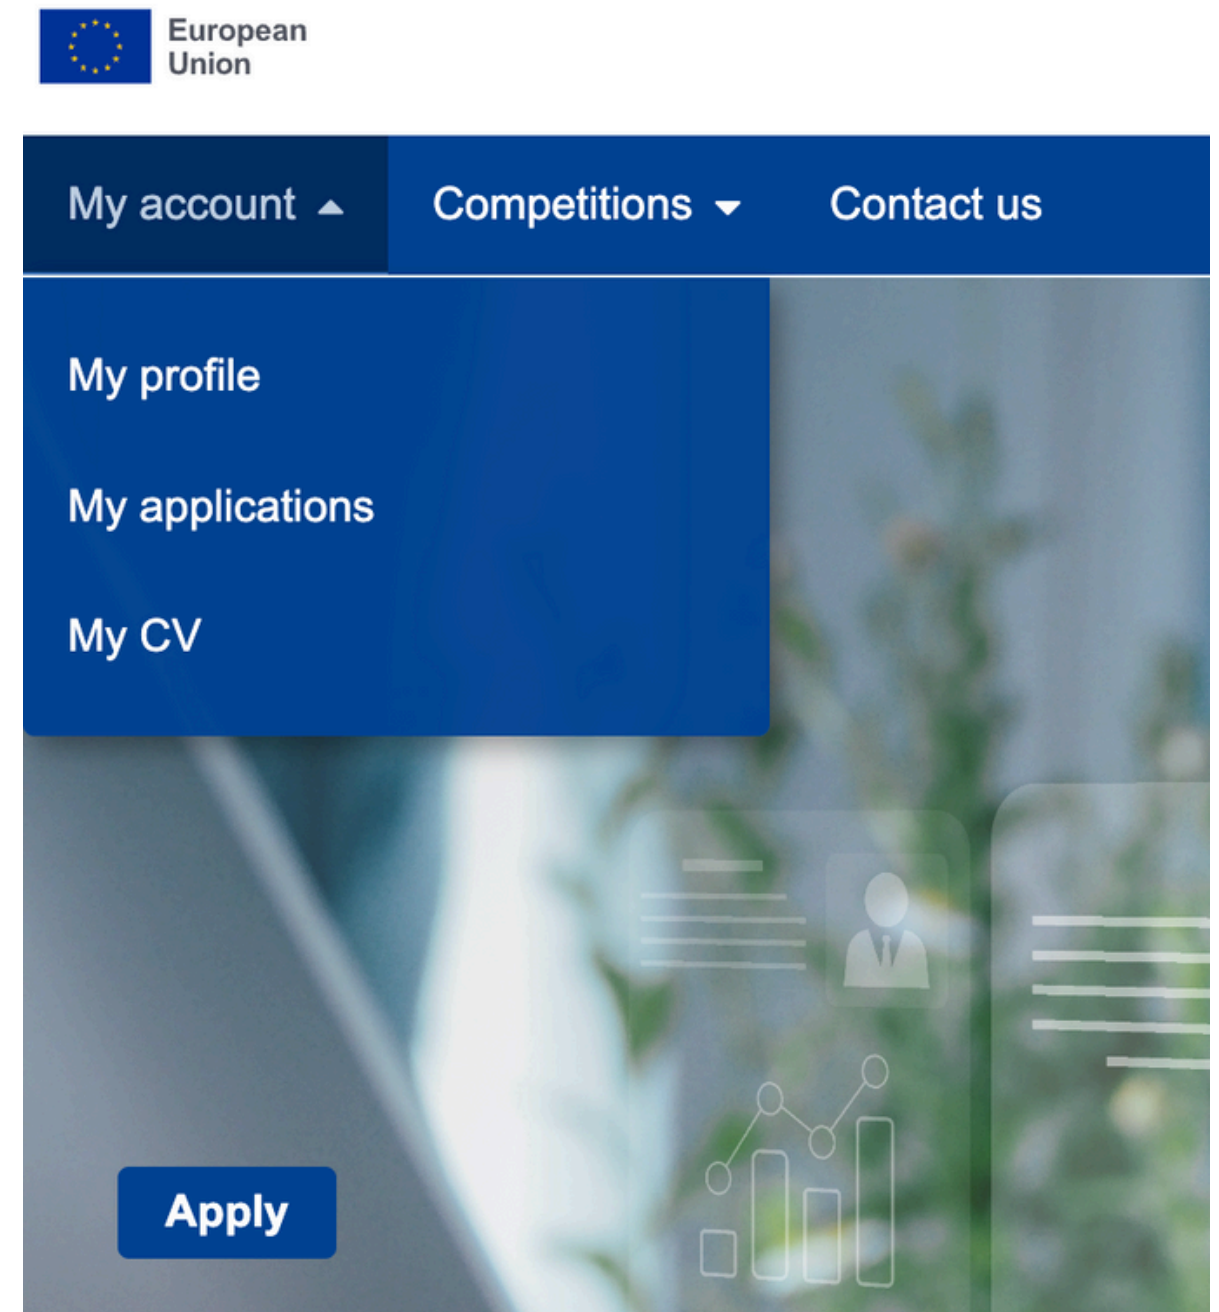 European
Union
My account
Competitions
Contact us
My profile
My applications
My CV
Apply